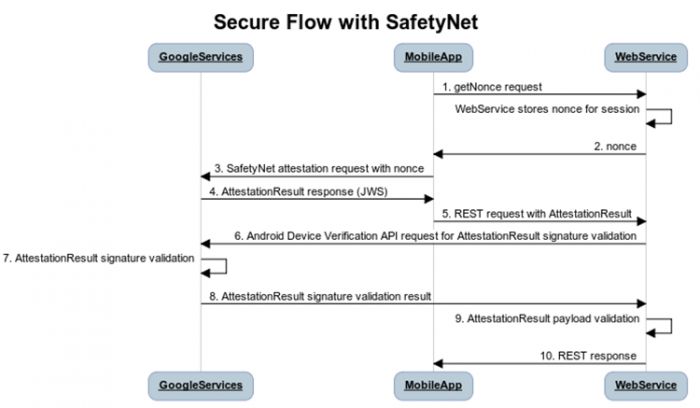 Secure Flow with SafetyNet
GoogleServices
MobileApp
WebService
1. getNonce request
WebService stores nonce for session
2. nonce
3. SafetyNet attestation request with nonce
4. AttestationResult response (JWS)
5. REST request with AttestationResult
6. Android Device Verification API request for AttestationResult signature validation
7. AttestationResult signature validation
8. AttestationResult signature validation result
9. AttestationResult payload validation
10. REST response
GoogleServices
MobileApp
WebService